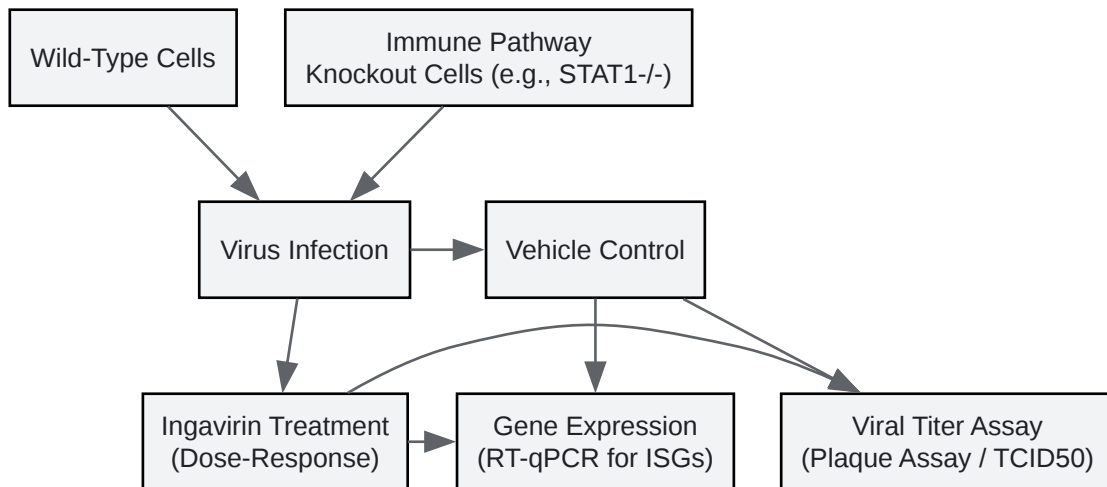 Wild-Type Cells
Immune Pathway
Knockout Cells (e.g., STAT1-/-)
Virus Infection
Vehicle Control
Ingavirin Treatment
(Dose-Response)
Gene Expression
(RT-qPCR for ISGs)
Viral Titer Assay
(Plaque Assay / TCID50)